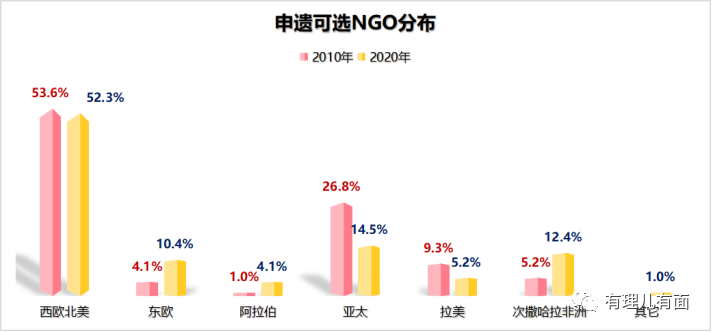 申遗可选NGO分布
2010年 2020年
53.6% 52.3%
4.1% 10.4%
1.0% 4.1%
26.8% 14.5%
9.3% 5.2%
5.2% 12.4%
1.0%
西欧北美 东欧 阿拉伯 亚太 拉美 次撒哈拉非洲 其它
有理儿有面